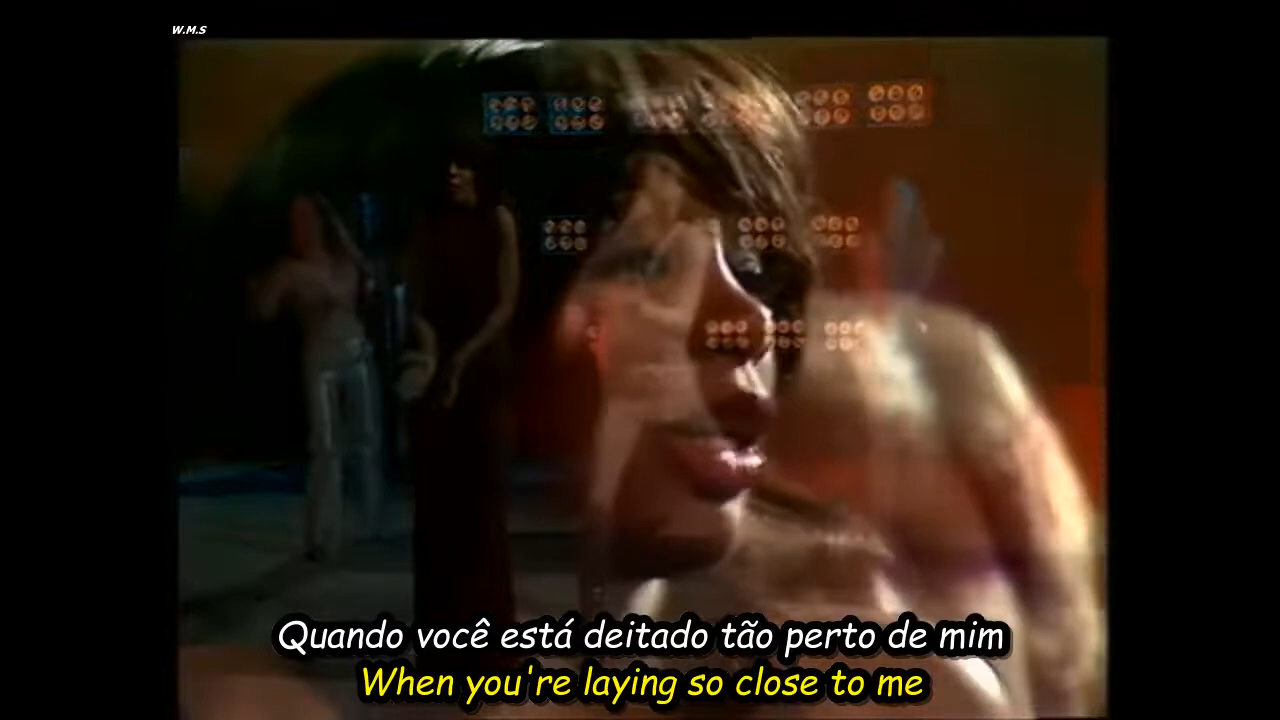 W.M.S
Quando você está deitado tão perto de mim
When you're laying so close to me